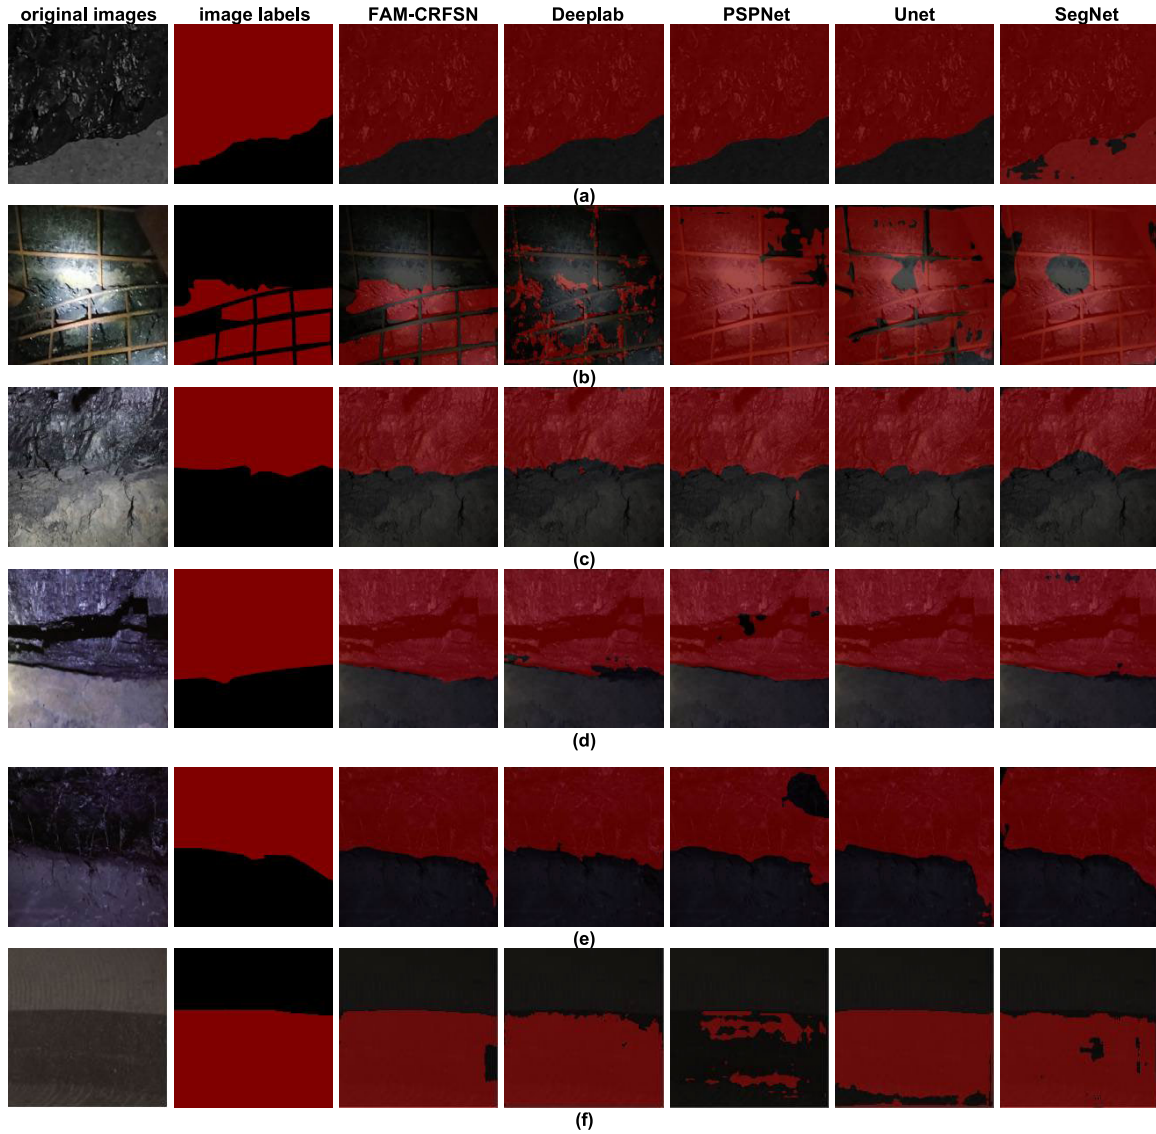 original images image labels FAM-CRFSN Deeplab PSPNet Unet SegNet
(a)
(b)
(c)
(d)
(e)
(f)